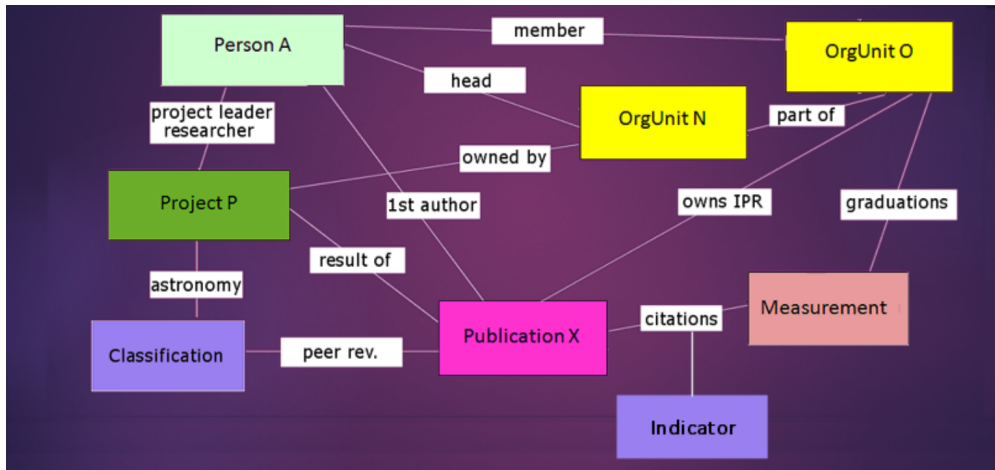 member
Person A
OrgUnit O
head
project leader
researcher
OrgUnit N
part of
owned by
Project P
1st author
owns IPR
graduations
result of
astronomy
Publication X
citations
Measurement
Classification
peer rev.
Indicator